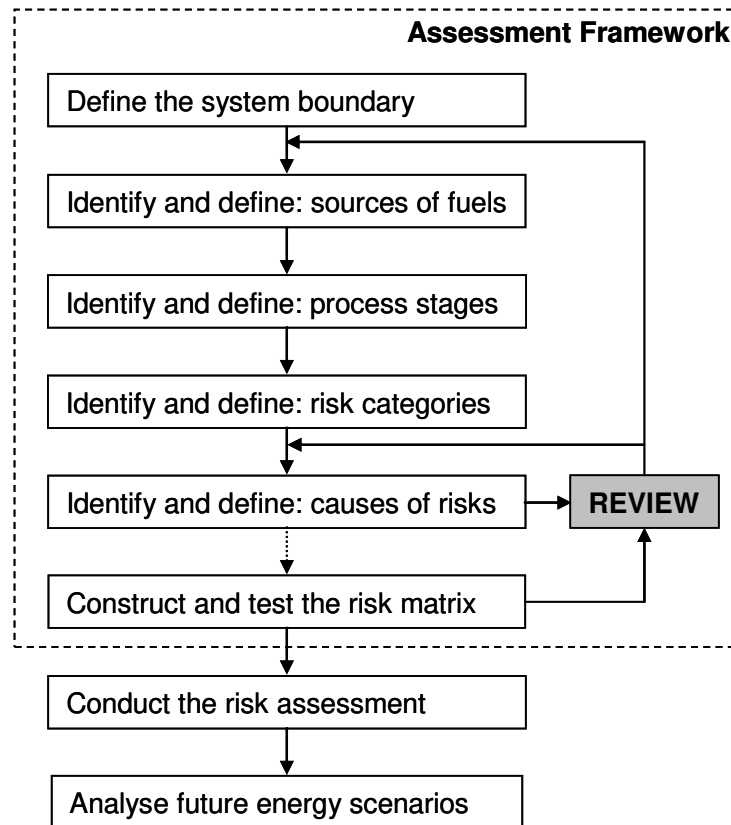 Assessment Framework
Define the system boundary
Identify and define: sources of fuels
Identify and define: process stages
Identify and define: risk categories
Identify and define: causes of risks
REVIEW
Construct and test the risk matrix
Conduct the risk assessment
Analyse future energy scenarios